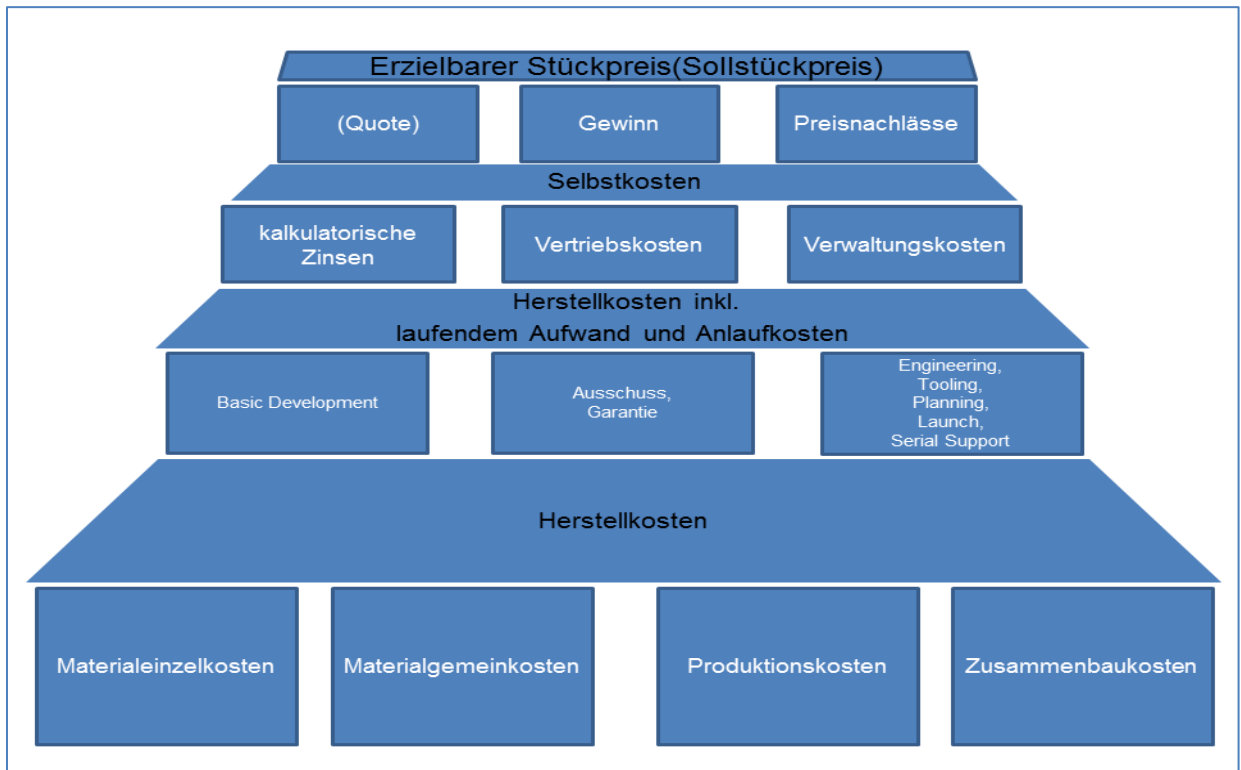 Erzielbarer Stückpreis(Sollstückpreis)
(Quote)
Gewinn
Preisnachlässe
Selbstkosten
kalkulatorische
Zinsen
Vertriebskosten
Verwaltungskosten
Herstellkosten inkl.
laufendem Aufwand und Anlaufkosten
Basic Development
Ausschuss,
Garantie
Engineering,
Tooling,
Planning,
Launch,
Serial Support
Herstellkosten
Materialeinzelkosten
Materialgemeinkosten
Produktionskosten
Zusammenbaukosten